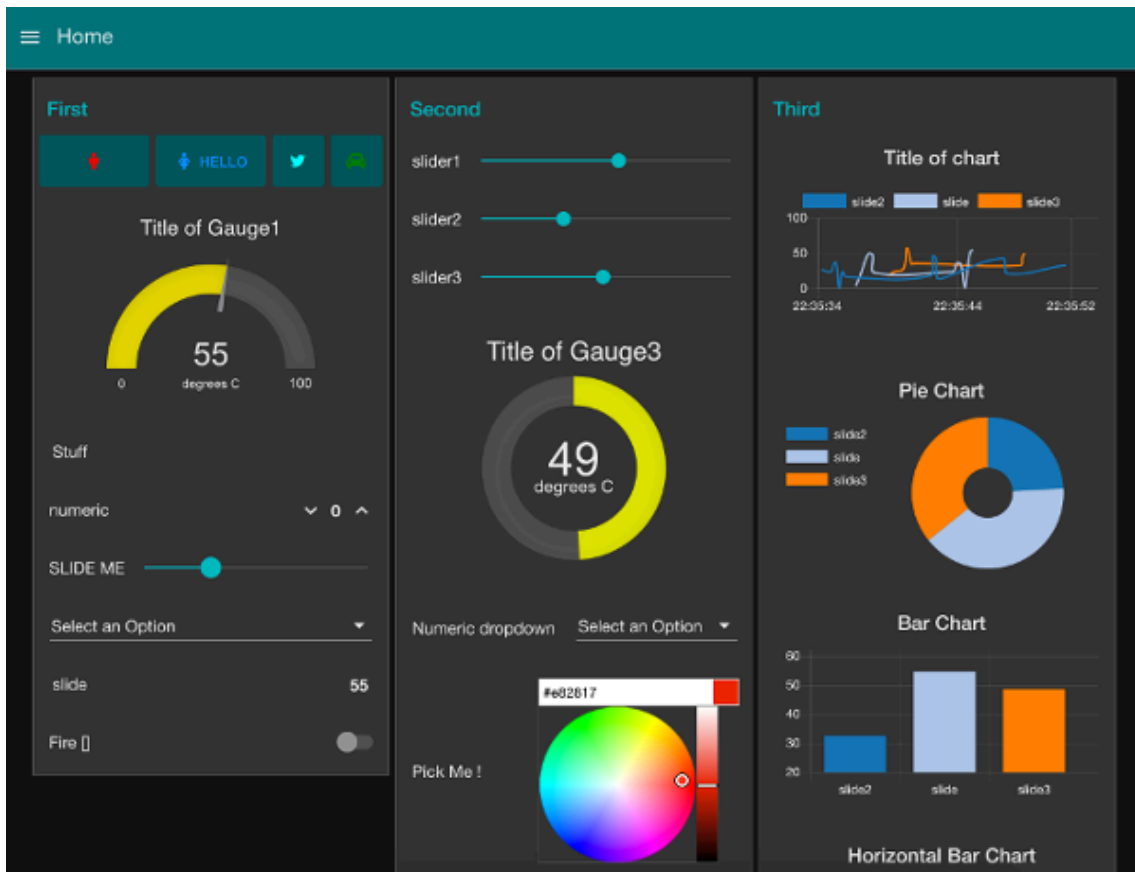 Home
First
HELLO
Title of Gauge1
55
degrees C
0
100
Stuff
numeric
0
SLIDE ME
Select an Option
slide
55
Fire []
Second
slider1
slider2
slider3
Title of Gauge3
49
degrees C
Numeric dropdown Select an Option
#e82817
Pick Me !
Third
Title of chart
slide2 slide slide3
100
50
0
22:35:34 22:35:44 22:35:52
Pie Chart
slide2
slide
slide3
Bar Chart
60
50
40
30
20
slide2 slide slide3
Horizontal Bar Chart